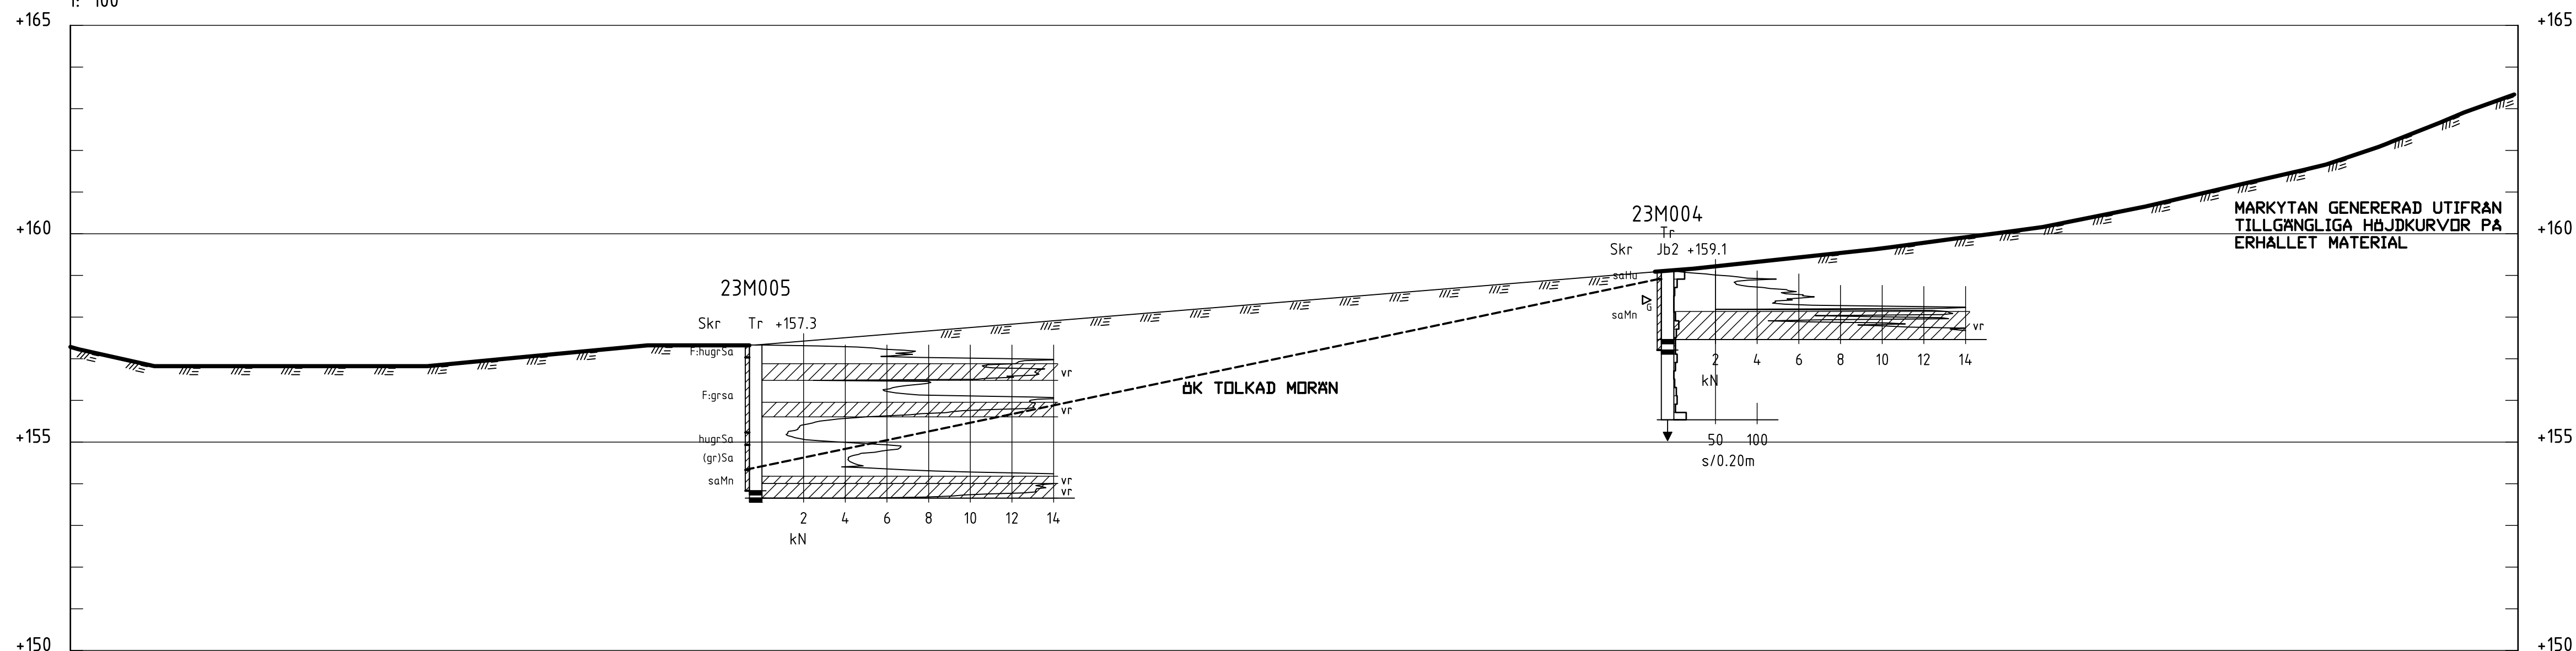 1: 100
+165 +165
MARKYTAN GENERERAD UTIFRÅN
TILLGÄNGLIGA HÖJDKURVOR PÅ
ERHÅLLET MATERIAL
23M004
Tr
+160 +160
Skr Jb2 +159.1
saHu
G
saMn
vr
2 4 6 8 10 12 14
kN
50 100
s/0.20m
23M005
Skr Tr +157.3
F:hugrSa
vr
ÖK TOLKAD MORÄN
F:grsa
vr
+155 +155
hugrSa
(gr)Sa
saMn
vr
vr
2 4 6 8 10 12 14
kN
+150 +150